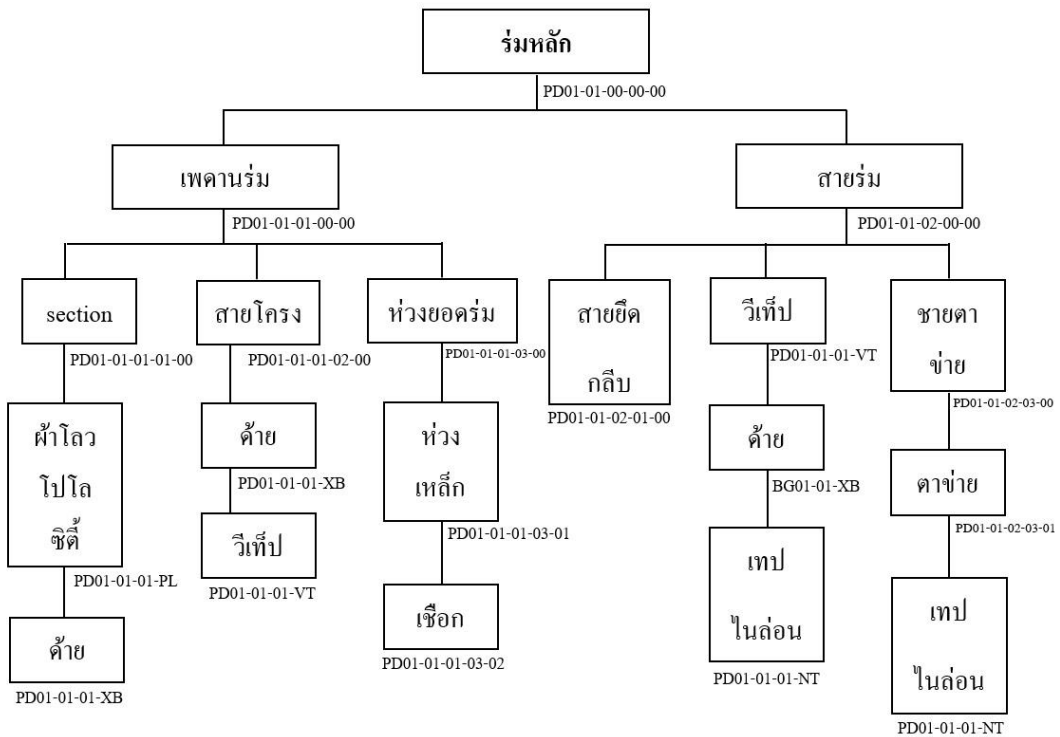 ร่มหลัก
PD01-01-00-00-00
เพดานร่ม
สายร่ม
PD01-01-01-00-00
PD01-01-02-00-00
section
สายโครง
ห่วงยอดร่ม
สายยึด
กลีบ
วีเท็ป
ชายตา
ข่าย
PD01-01-01-01-00
PD01-01-01-02-00
PD01-01-01-03-00
PD01-01-02-01-00
PD01-01-01-VT
PD01-01-02-03-00
ผ้าโลว
โปโล
ซิตี้
ด้าย
ห่วง
เหล็ก
ด้าย
ตาข่าย
PD01-01-01-PL
PD01-01-01-XB
PD01-01-01-03-01
BG01-01-XB
PD01-01-02-03-01
ด้าย
วีเท็ป
เชือก
เทป
ไนล่อน
เทป
ไนล่อน
PD01-01-01-XB
PD01-01-01-VT
PD01-01-01-03-02
PD01-01-01-NT
PD01-01-01-NT